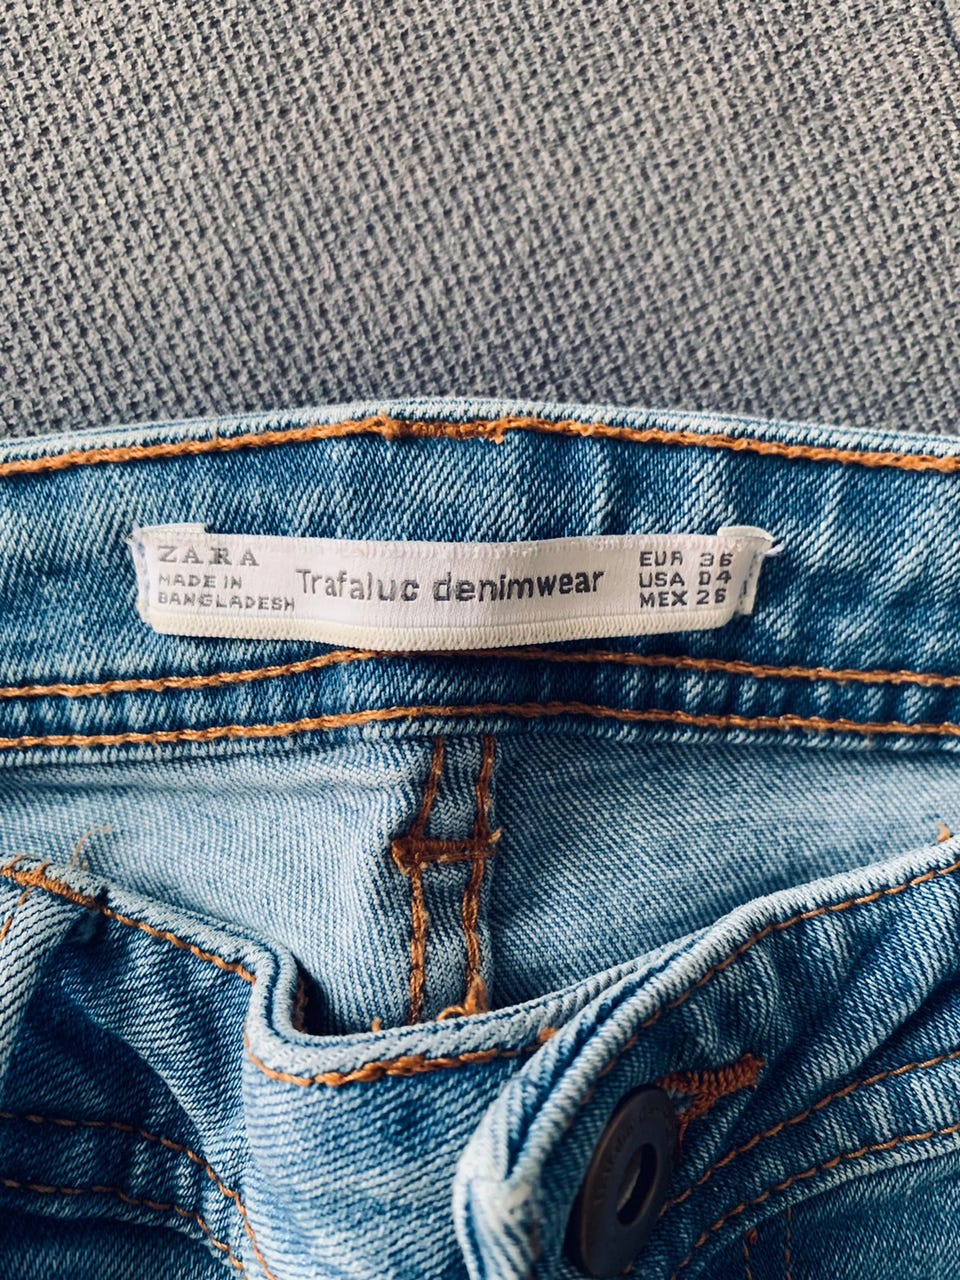 ZARA
MADE IN
BANGLADESH
Trafaluc denimwear
EUR 36
USA 04
MEX 26